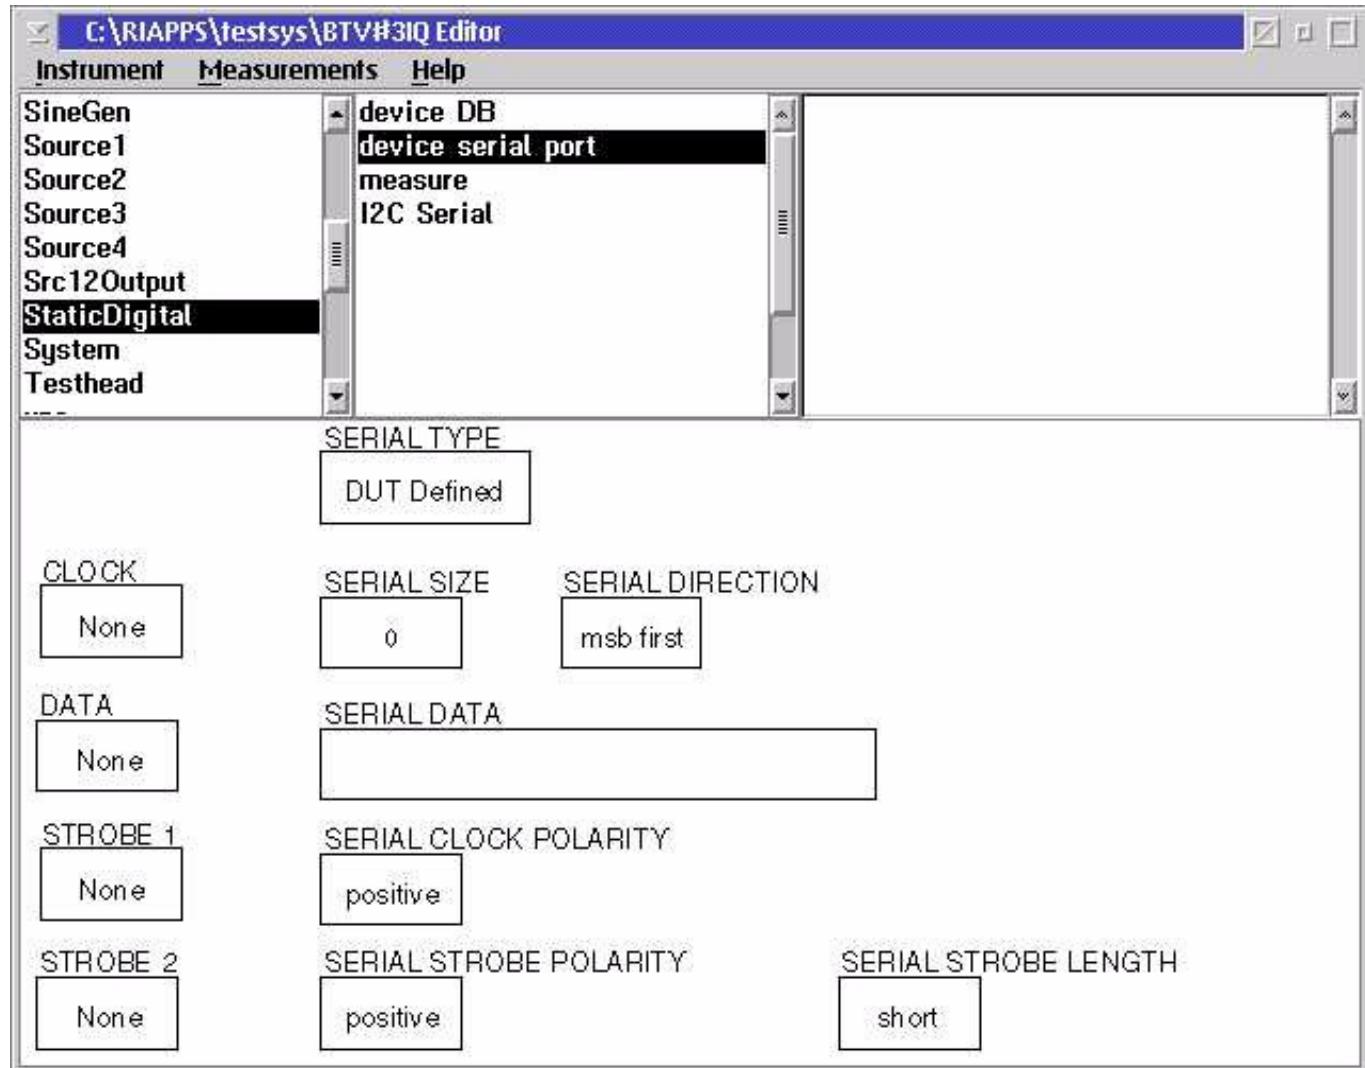 C:\RIAPPS\testsys\BTV#3IQ Editor
Instrument Measurements Help
SineGen
Source1
Source2
Source3
Source4
Src12Output
StaticDigital
System
Testhead
device DB
device serial port
measure
I2C Serial
SERIAL TYPE
DUT Defined
CLOCK
None
SERIAL SIZE
0
SERIAL DIRECTION
msb first
DATA
None
SERIAL DATA
STROBE 1
None
SERIAL CLOCK POLARITY
positive
STROBE 2
None
SERIAL STROBE POLARITY
positive
SERIAL STROBE LENGTH
short